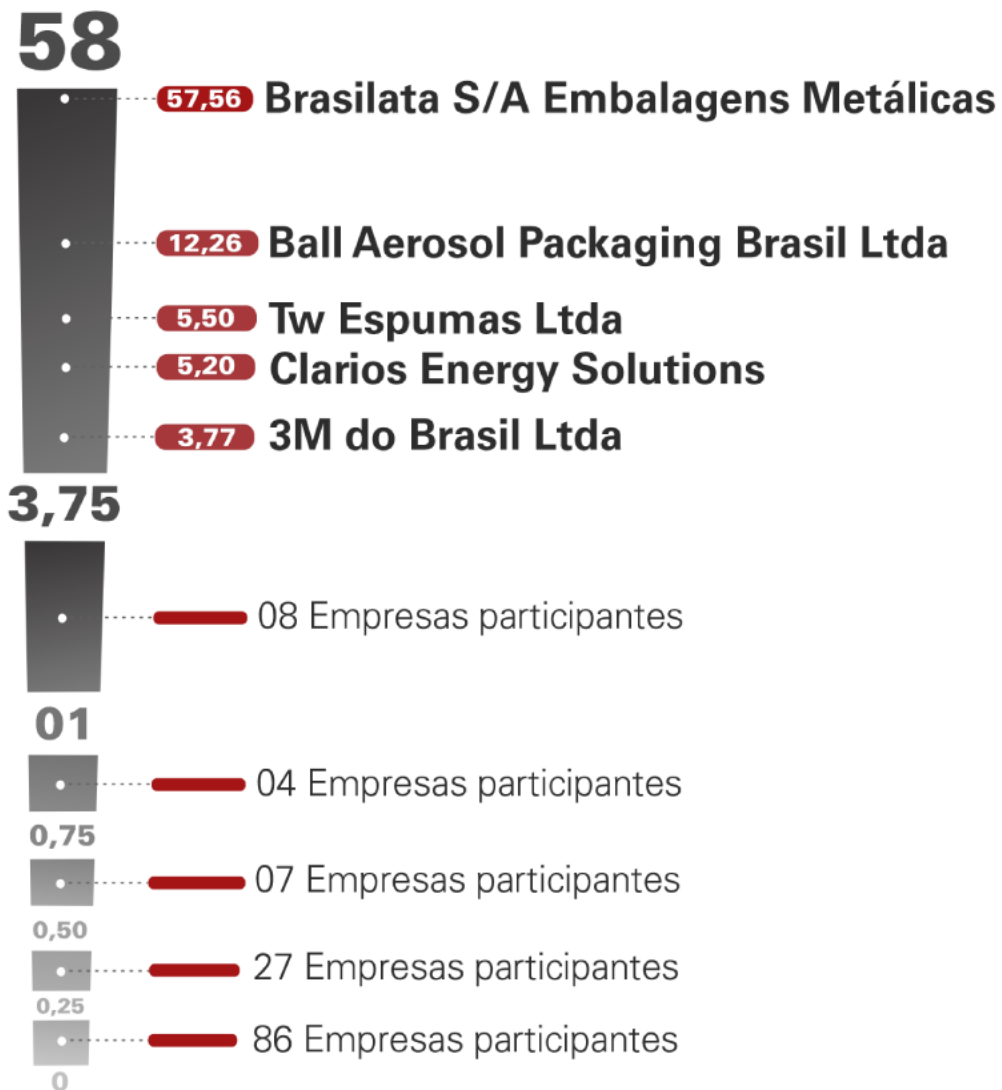 58
57,56 Brasilata S/A Embalagens Metálicas
12,26 Ball Aerosol Packaging Brasil Ltda
5,50 Tw Espumas Ltda
5,20 Clarios Energy Solutions
3,77 3M do Brasil Ltda
3,75
08 Empresas participantes
01
04 Empresas participantes
0,75
07 Empresas participantes
0,50
27 Empresas participantes
0,25
86 Empresas participantes
0